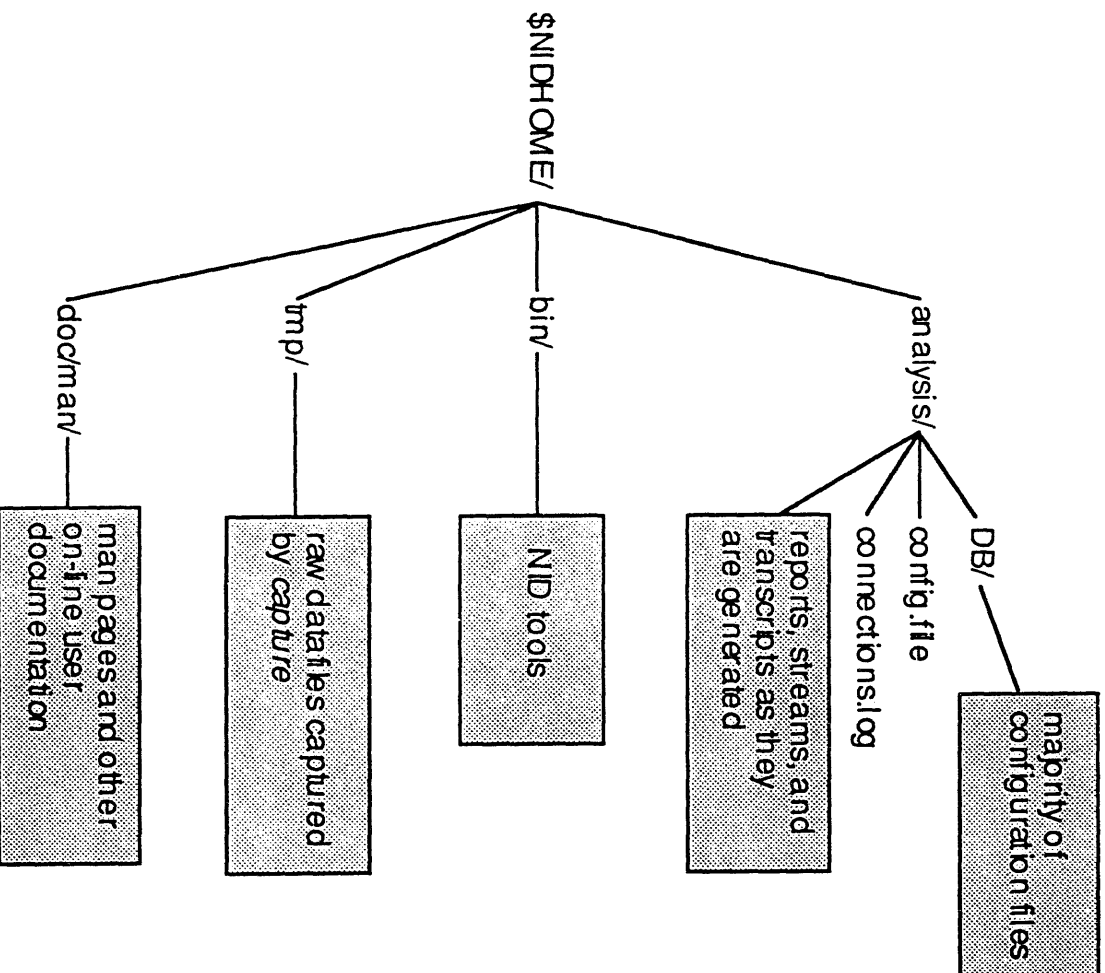 $NIDHOME/
analysis/
DB/
majority of
configuration files
config.file
connections.log
reports, streams, and
transcripts as they
are generated
bin/
NID tools
tmp/
raw datafiles captured
by capture
doc/man/
man pages and other
on-line user
documentation